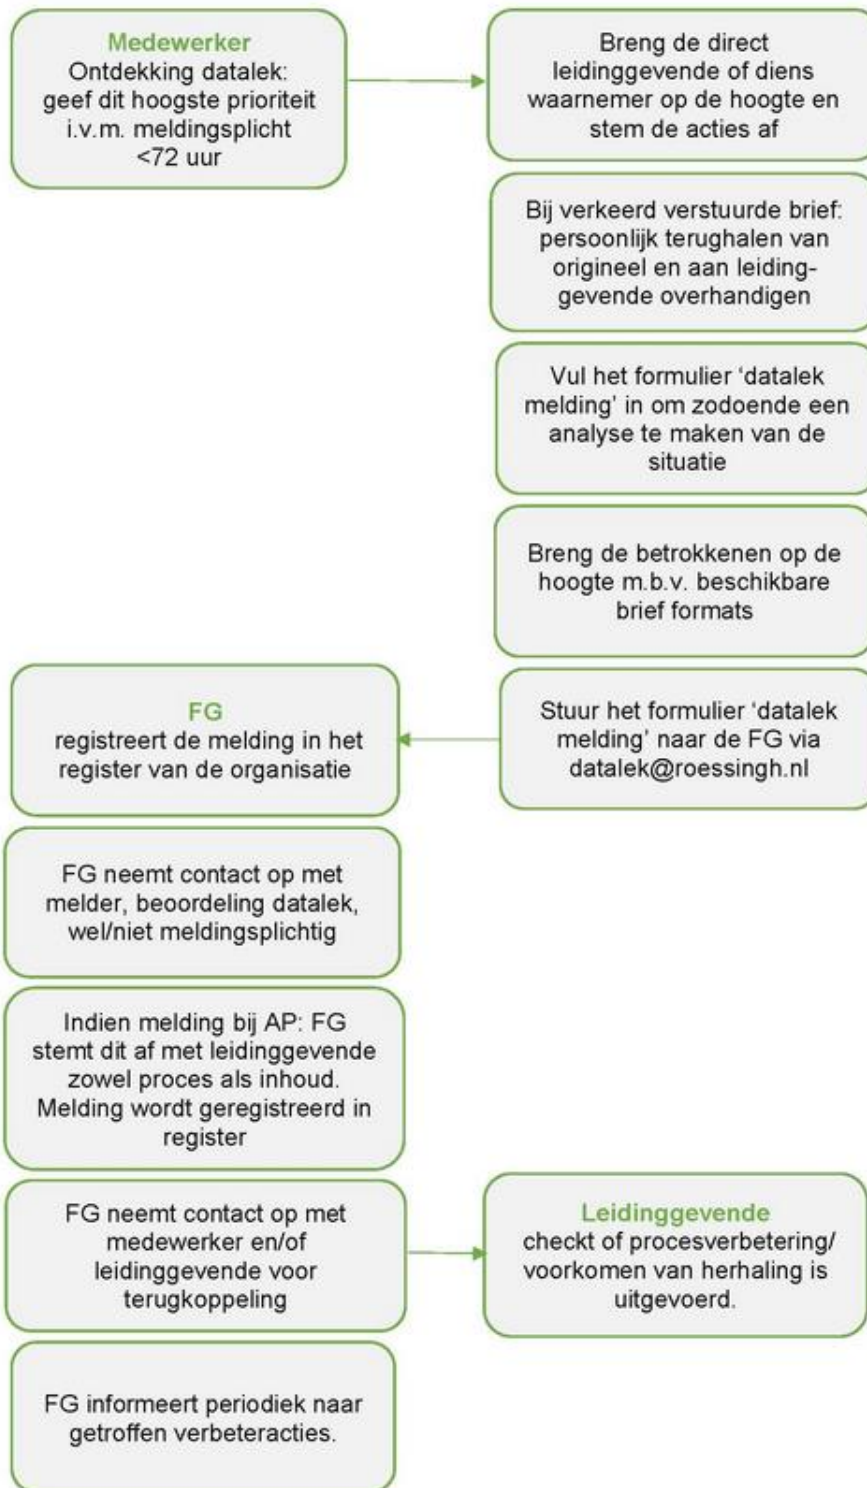 Medewerker
Ontdekking datalek:
geef dit hoogste prioriteit
i.v.m. meldingsplicht
<72 uur
Breng de direct
leidinggevende of diens
waarnemer op de hoogte en
stem de acties af
Bij verkeerd verstuurde brief:
persoonlijk terughalen van
origineel en aan leiding-
gevende overhandigen
Vul het formulier ‘datalek
melding’ in om zodoende een
analyse te maken van de
situatie
Breng de betrokkenen op de
hoogte m.b.v. beschikbare
brief formats
Stuur het formulier ‘datalek
melding’ naar de FG via
datalek@roessingh.nl
FG
registreert de melding in het
register van de organisatie
FG neemt contact op met
melder, beoordeling datalek,
wel/niet meldingsplichtig
Indien melding bij AP: FG
stemt dit af met leidinggevende
zowel proces als inhoud.
Melding wordt geregistreerd in
register
FG neemt contact op met
medewerker en/of
leidinggevende voor
terugkoppeling
Leidinggevende
checkt of procesverbetering/
voorkomen van herhaling is
uitgevoerd.
FG informeert periodiek naar
getroffen verbeteracties.